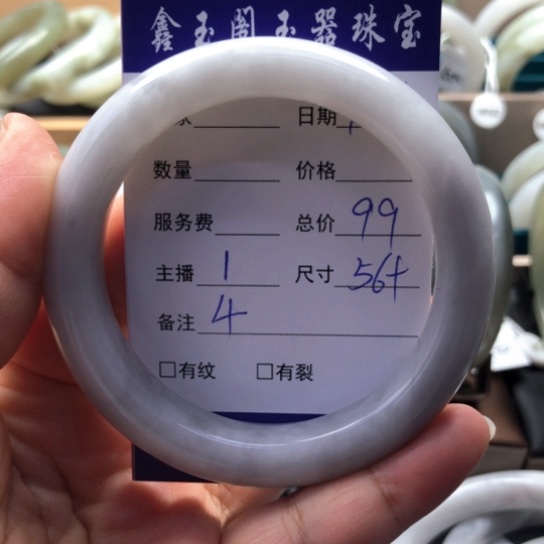 鑫玉阁玉器珠宝
日期
数量 价格
服务费 总价 99
主播 1 尺寸 56+
备注 4
□有纹 □有裂